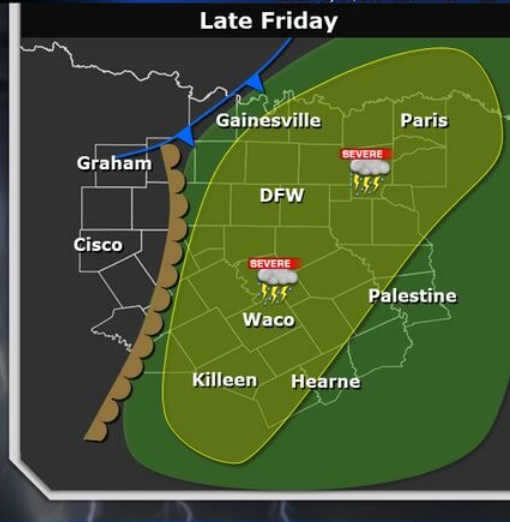 Late Friday
Gainesville
Paris
Graham
SEVERE
DFW
Cisco
SEVERE
Palestine
Waco
Killeen
Hearne